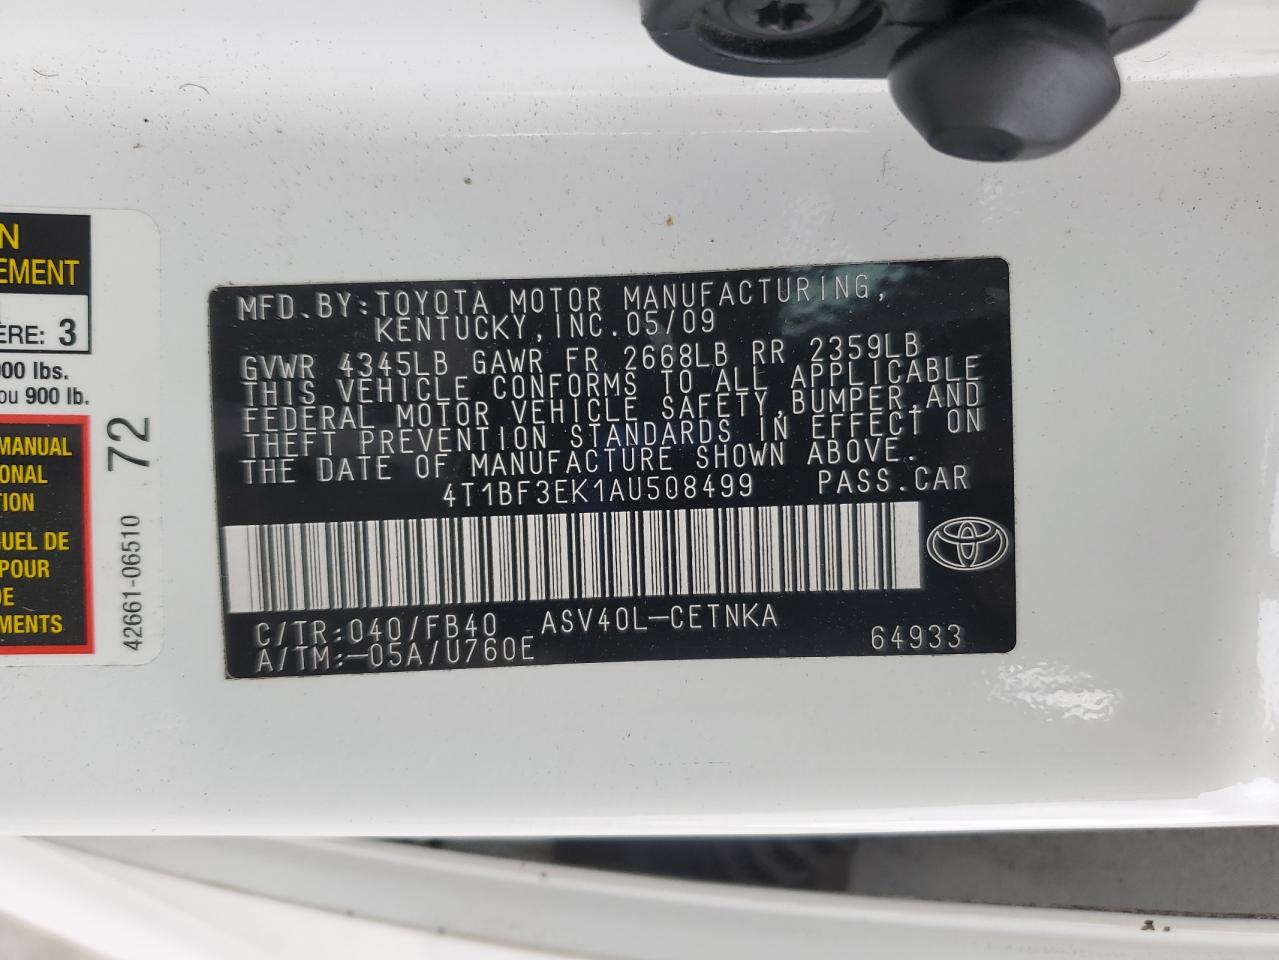 N
EMENT
ÈRE: 3
000 lbs.
ou 900 lb.
MANUAL
IONAL
TION
UEL DE
POUR
DE
MENTS
42661-06510 72
MFD.BY:TOYOTA MOTOR MANUFACTURING,
KENTUCKY,INC.05/09
GVWR 4345LB GAWR FR 2668LB RR 2359LB
THIS VEHICLE CONFORMS TO ALL APPLICABLE
FEDERAL MOTOR VEHICLE SAFETY,BUMPER AND
THEFT PREVENTION STANDARDS IN EFFECT ON
THE DATE OF MANUFACTURE SHOWN ABOVE.
4T1BF3EK1AU508499 PASS.CAR
C/TR:040/FB40 ASV40L-CETNKA
A/TM:-05A/U760E 64933